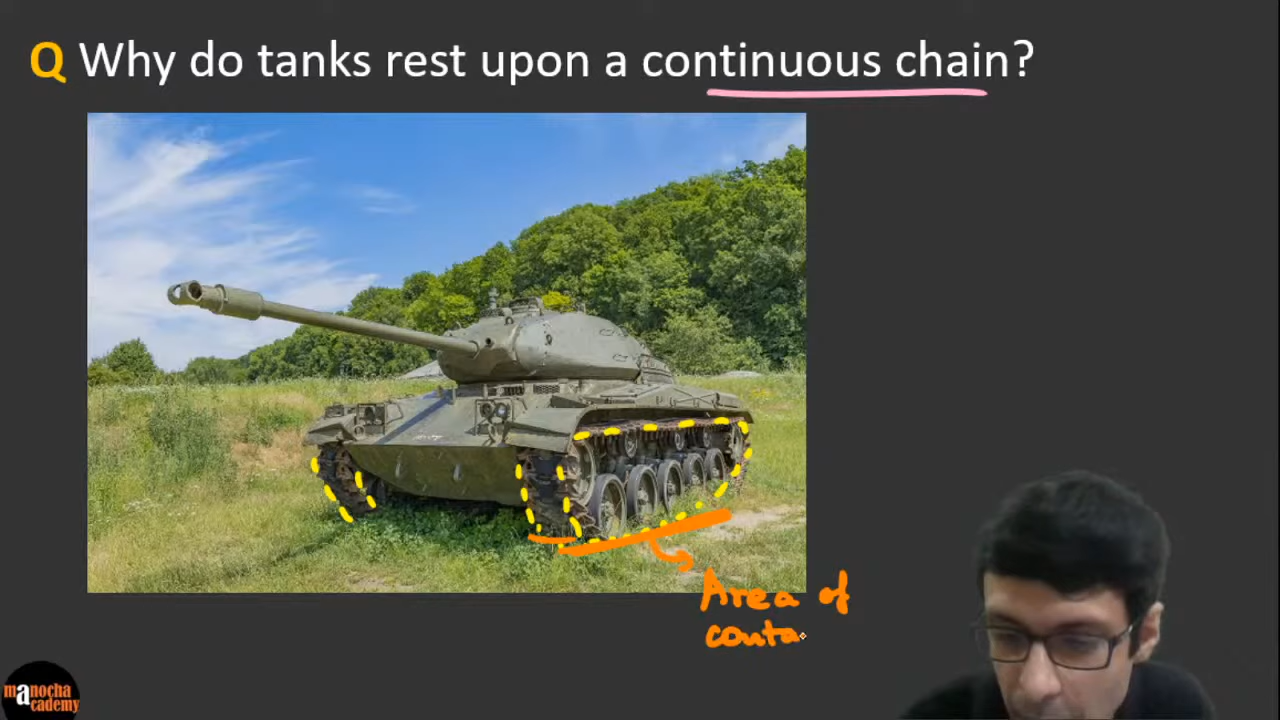 Q Why do tanks rest upon a continuous chain?
Area of
conta
manocha
academy